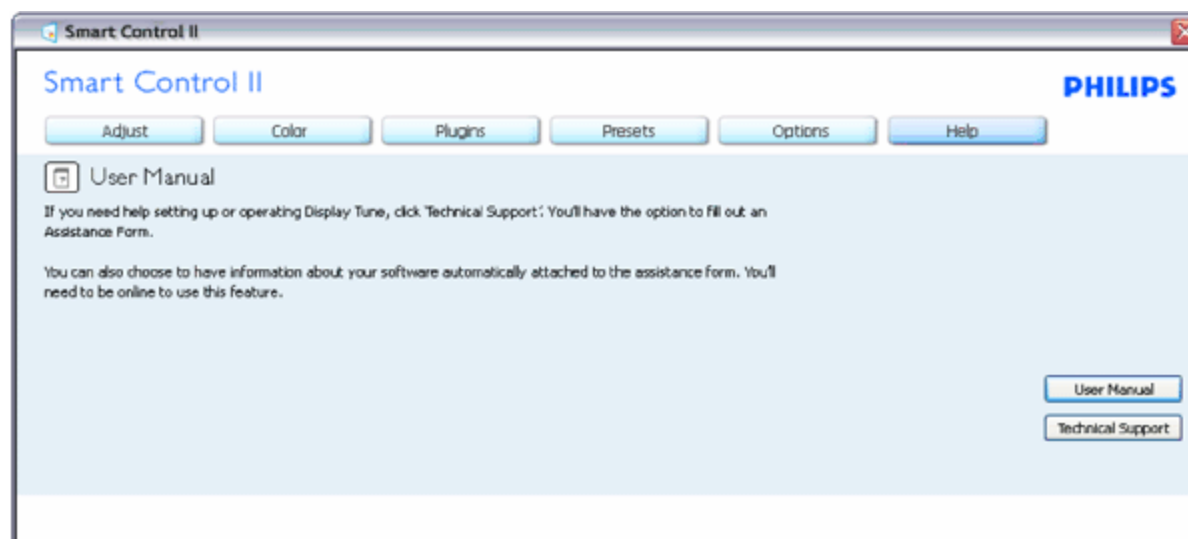 Smart Control II
Smart Control II
PHILIPS
Adjust
Color
Plugins
Presets
Options
Help
User Manual
If you need help setting up or operating Display Tune, click 'Technical Support'. You'll have the option to fill out an
Assistance Form.
You can also choose to have information about your software automatically attached to the assistance form. You'll
need to be online to use this feature.
User Manual
Technical Support